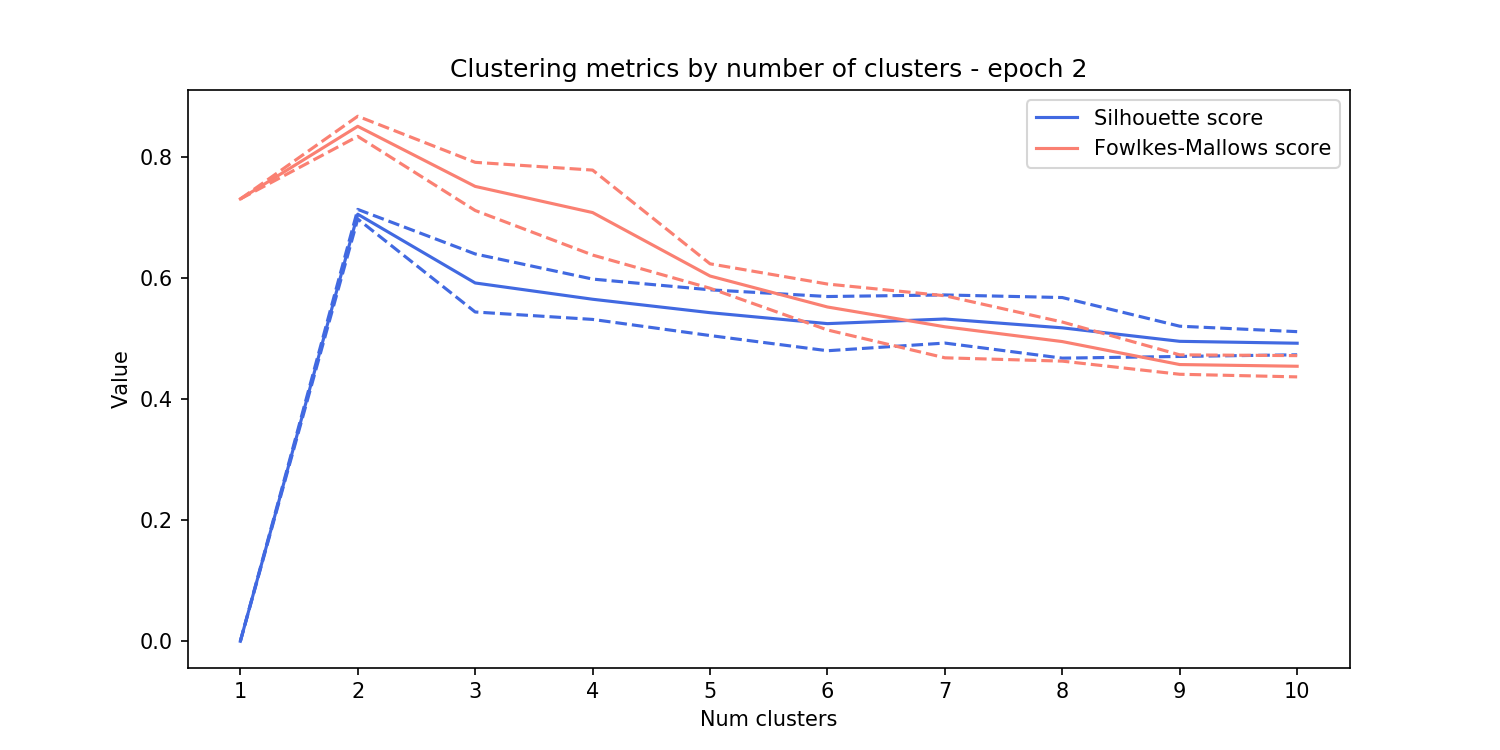 Clustering metrics by number of clusters - epoch 2
Silhouette score
Fowlkes-Mallows score
Value
0.8
0.6
0.4
0.2
0.0
1 2 3 4 5 6 7 8 9 10
Num clusters